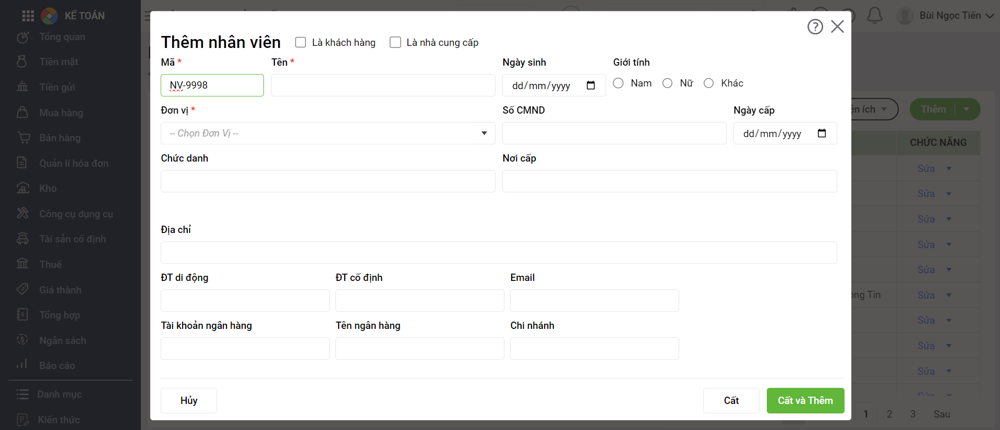 KẾ TOÁN
Tổng quan
Tiền mặt
Tiền gửi
Mua hàng
Bán hàng
Quản lí hóa đơn
Kho
Công cụ dụng cụ
Tài sản cố định
Thuế
Giá thành
Tổng hợp
Ngân sách
Báo cáo
Danh mục
Kiến thức
Bùi Ngọc Tiến
Thêm nhân viên
Là khách hàng
Là nhà cung cấp
Mã *
Tên *
Ngày sinh
Giới tính
NV-9998
dd/mm/yyyy
Nam
Nữ
Khác
Đơn vị *
Số CMND
Ngày cấp
-- Chọn Đơn Vị --
dd/mm/yyyy
Chức danh
Nơi cấp
Địa chỉ
ĐT di động
ĐT cố định
Email
Tài khoản ngân hàng
Tên ngân hàng
Chi nhánh
Hủy
Cất
Cất và Thêm
ích
Thêm
CHỨC NĂNG
Sửa
Sửa
Sửa
Sửa
Sửa
Tin
Sửa
Sửa
Sửa
Sửa
1
2
3
Sau